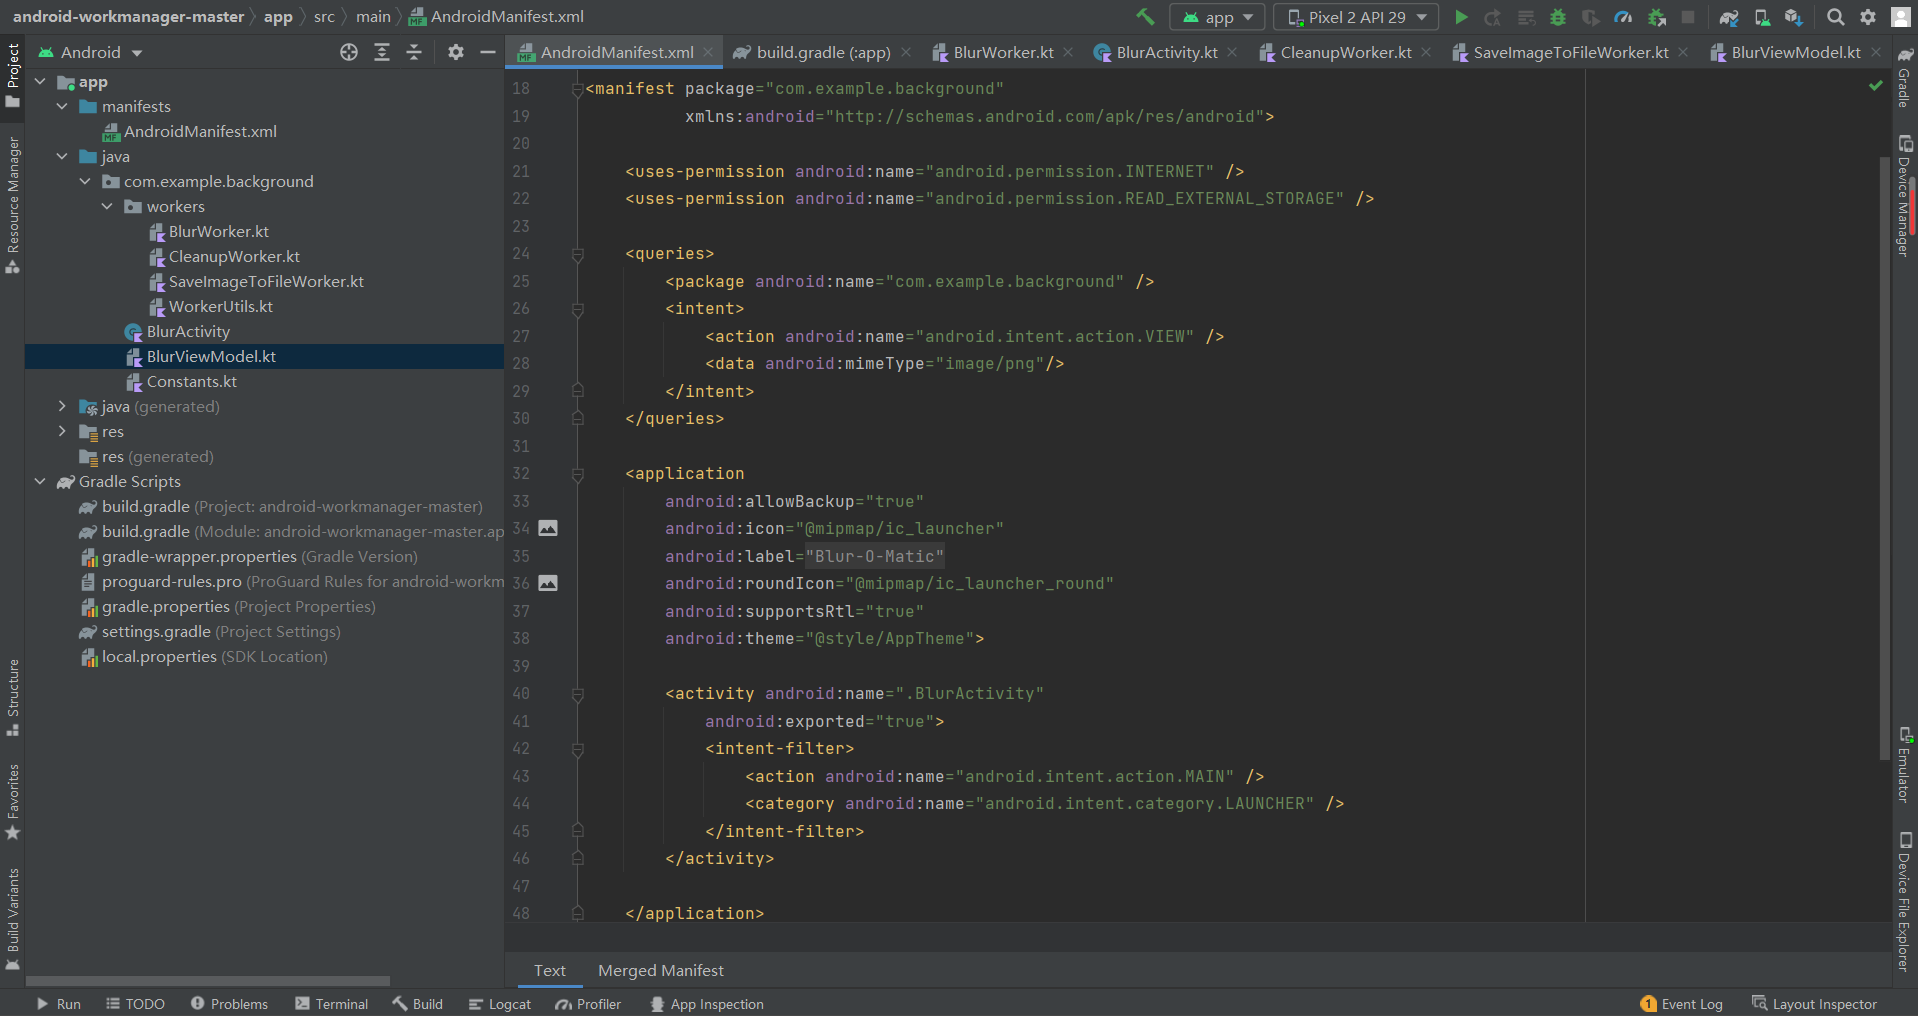 android-workmanager-master app src main AndroidManifest.xml app Pixel 2 API 29
Android
AndroidManifest.xml build.gradle (:app) BlurWorker.kt BlurActivity.kt CleanupWorker.kt SaveImageToFileWorker.kt BlurViewModel.kt
Project
Resource Manager
Structure
Favorites
Build Variants
app
manifests
AndroidManifest.xml
java
com.example.background
workers
BlurWorker.kt
CleanupWorker.kt
SaveImageToFileWorker.kt
WorkerUtils.kt
BlurActivity
BlurViewModel.kt
Constants.kt
java (generated)
res
res (generated)
Gradle Scripts
build.gradle (Project: android-workmanager-master)
build.gradle (Module: android-workmanager-master.ap
gradle-wrapper.properties (Gradle Version)
proguard-rules.pro (ProGuard Rules for android-workm
gradle.properties (Project Properties)
settings.gradle (Project Settings)
local.properties (SDK Location)
18 <manifest package="com.example.background"
19 xmlns:android="http://schemas.android.com/apk/res/android">
20
21 <uses-permission android:name="android.permission.INTERNET" />
22 <uses-permission android:name="android.permission.READ_EXTERNAL_STORAGE" />
23
24 <queries>
25 <package android:name="com.example.background" />
26 <intent>
27 <action android:name="android.intent.action.VIEW" />
28 <data android:mimeType="image/png"/>
29 </intent>
30 </queries>
31
32 <application
33 android:allowBackup="true"
34 android:icon="@mipmap/ic_launcher"
35 android:label="Blur-O-Matic"
36 android:roundIcon="@mipmap/ic_launcher_round"
37 android:supportsRtl="true"
38 android:theme="@style/AppTheme">
39
40 <activity android:name=".BlurActivity"
41 android:exported="true">
42 <intent-filter>
43 <action android:name="android.intent.action.MAIN" />
44 <category android:name="android.intent.category.LAUNCHER" />
45 </intent-filter>
46 </activity>
47
48 </application>
Text Merged Manifest
Gradle
Device Manager
Emulator
Device File Explorer
Run TODO Problems Terminal Build Logcat Profiler App Inspection 1 Event Log Layout Inspector